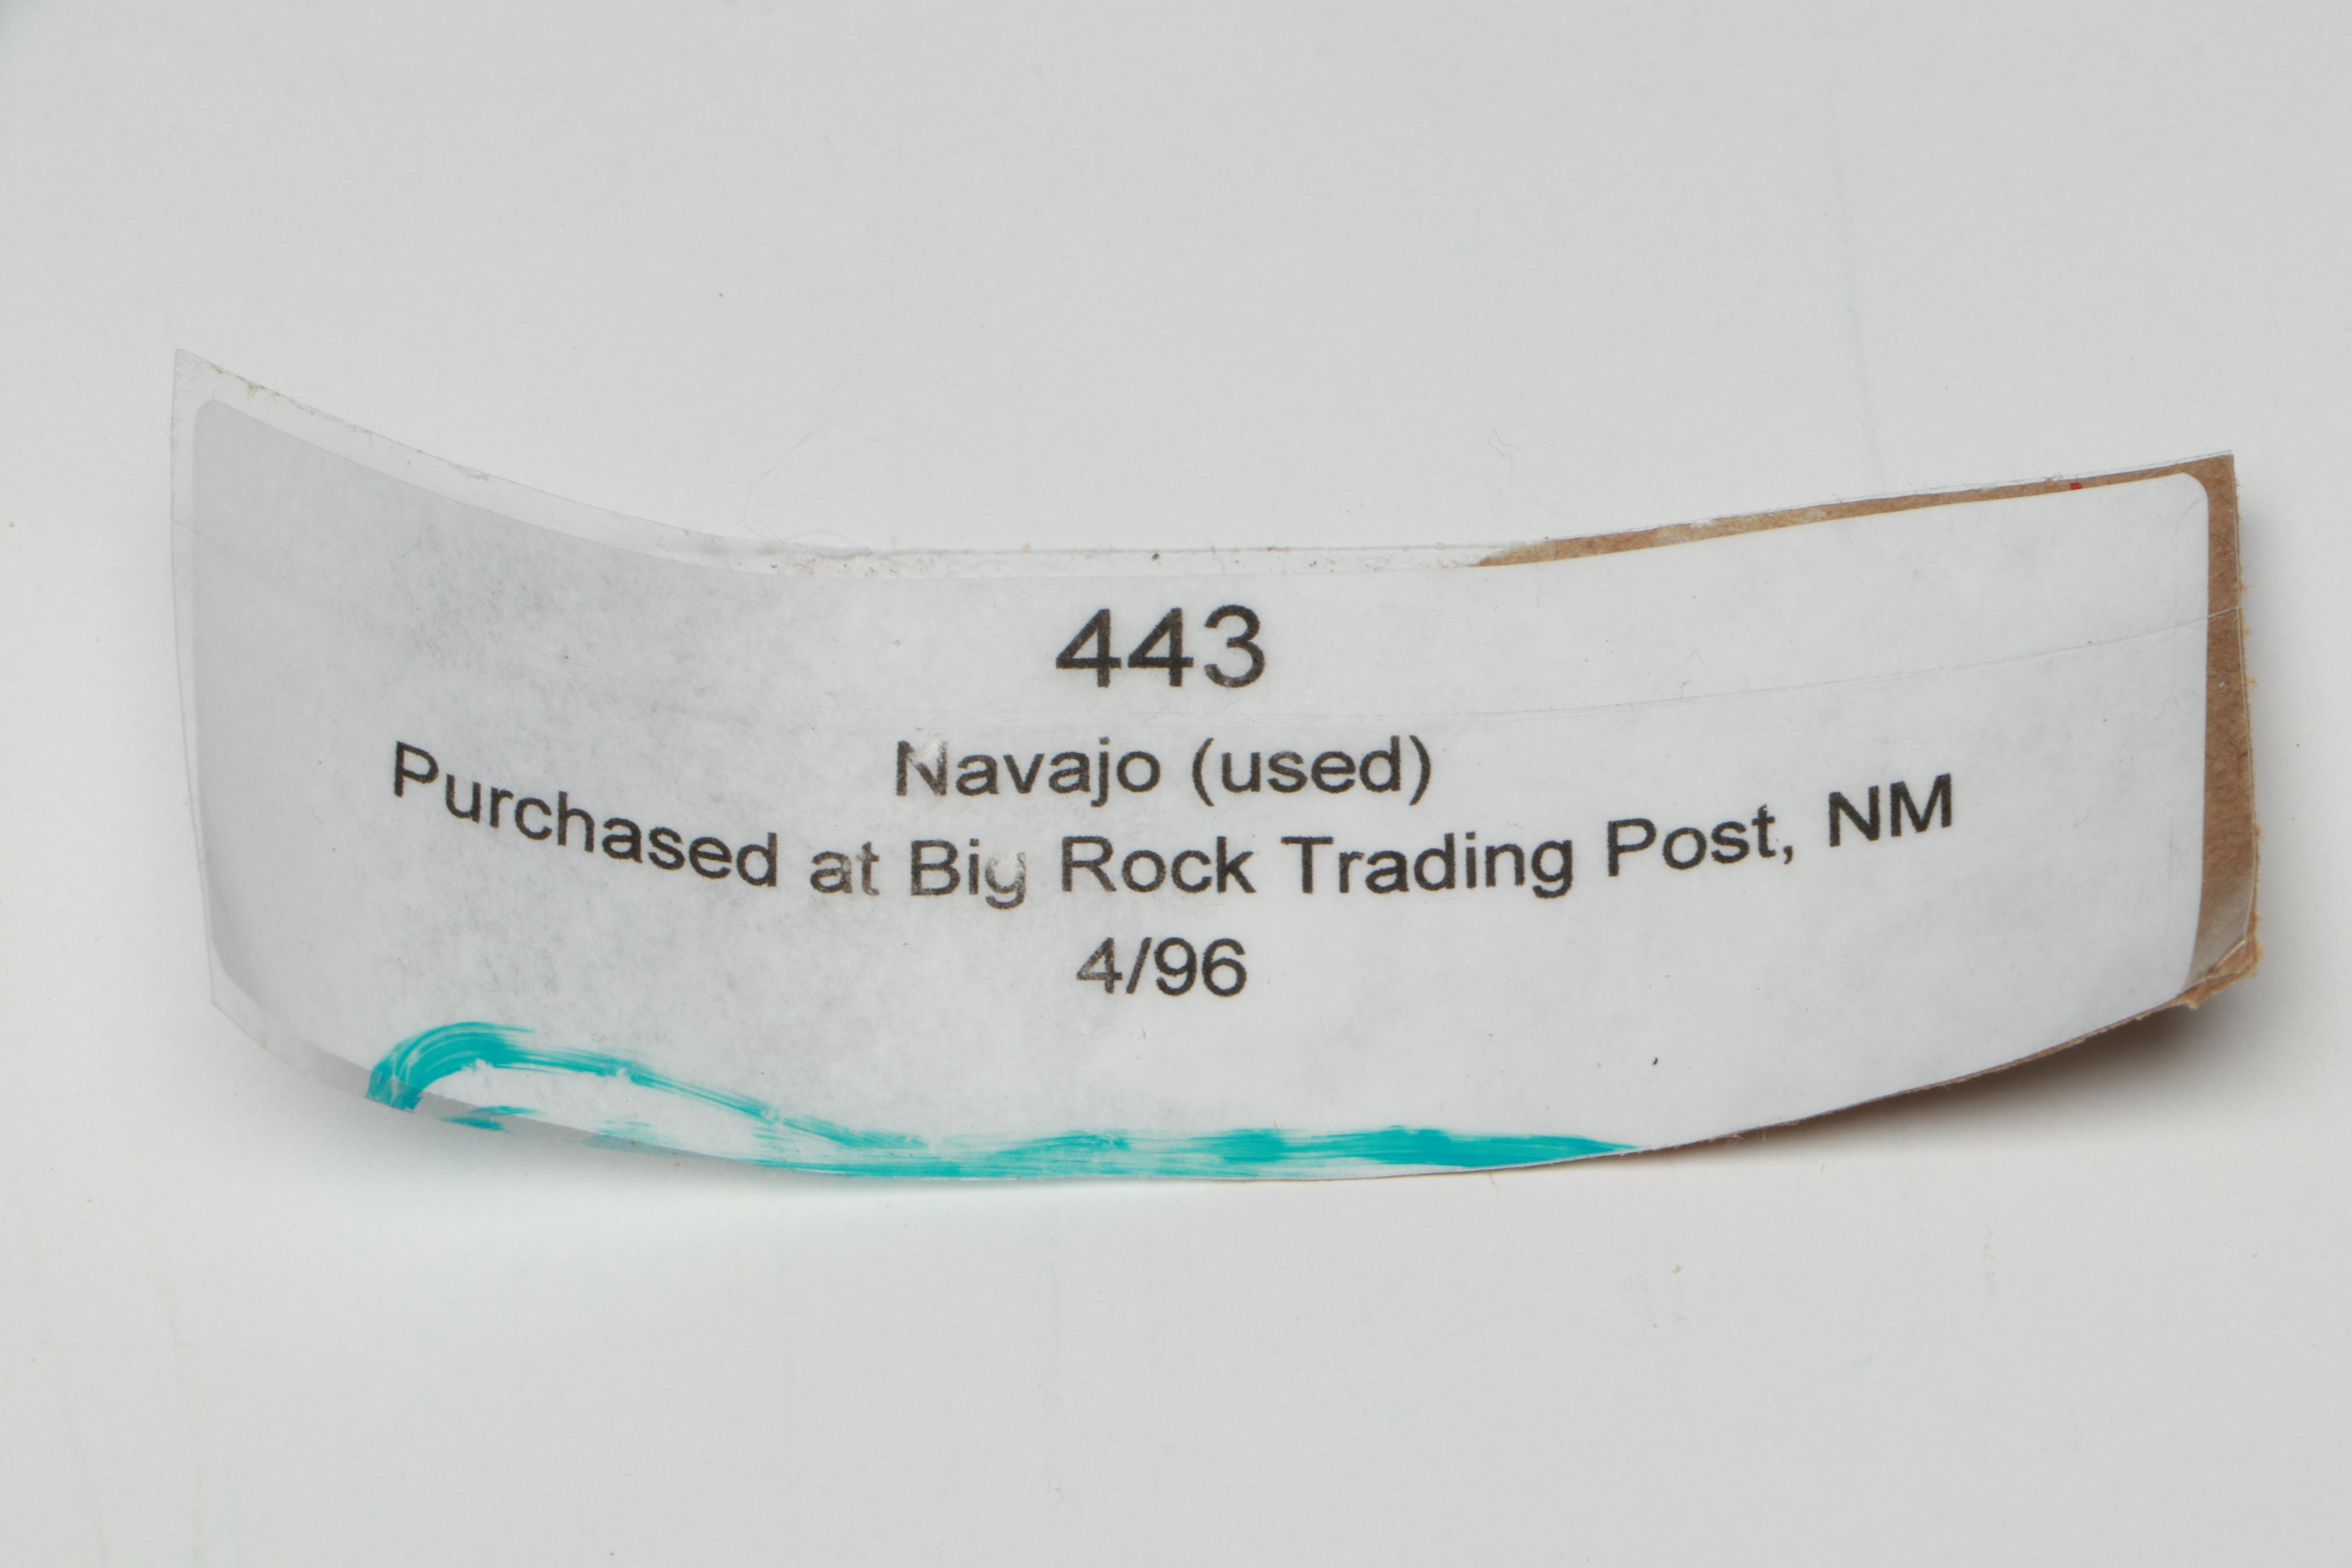 443
Navajo (used)
Purchased at Big Rock Trading Post, NM
4/96